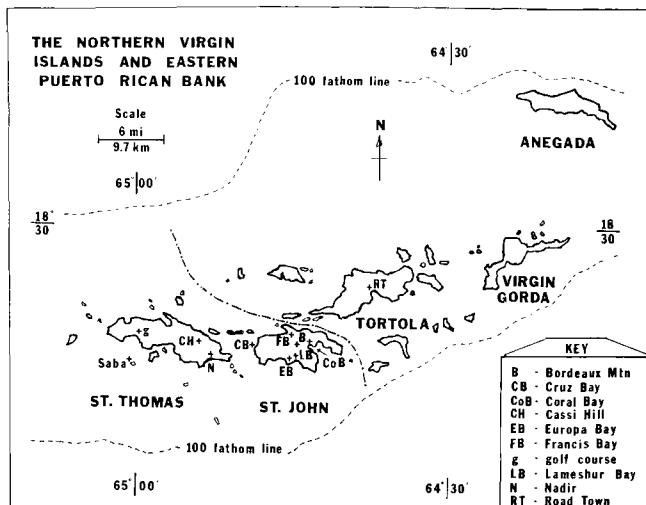 THE NORTHERN VIRGIN
ISLANDS AND EASTERN
PUERTO RICAN BANK
64° 30'
100 fathom line
Scale
6 mi
9.7 km
N
ANEGADA
65° 00'
18°
30
18
30
VIRGIN
GORDA
RT
TORTOLA
g
CH
CB
FB
B
LB
Saba
N
EB
CoB
ST. THOMAS
ST. JOHN
100 fathom line
65° 00'
64° 30'
KEY
B - Bordeaux Mtn
CB - Cruz Bay
CoB - Coral Bay
CH - Cassi Hill
EB - Europa Bay
FB - Francis Bay
g - golf course
LB - Lameshur Bay
N - Nadir
RT - Road Town